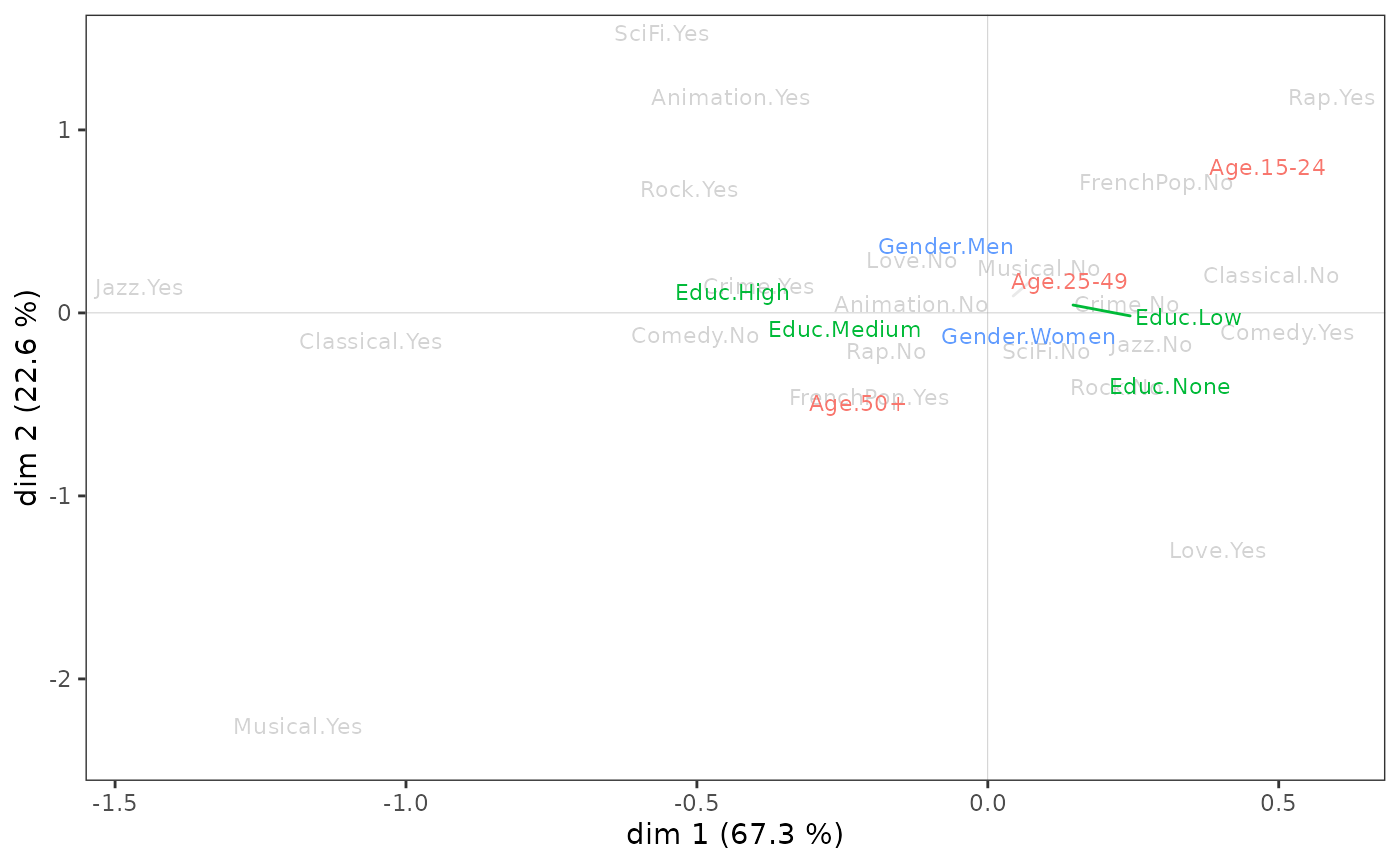 SciFi.Yes
Animation.Yes
Rap.Yes
Age.15-24
FrenchPop.No
Rock.Yes
Gender.Men
Love.No
Musical.No
Classical.No
Age.25-49
Jazz.Yes
Crime.Yes
Educ.High
Animation.No
Crime.No
Educ.Low
Educ.Medium
Comedy.No
Gender.Women
Comedy.Yes
Classical.Yes
Rap.No
SciFi.No
Jazz.No
Rock.No
Educ.None
FrenchPop.Yes
Age.50+
Love.Yes
Musical.Yes
1
0
-1
-2
dim 2 (22.6 %)
-1.5 -1.0 -0.5 0.0 0.5
dim 1 (67.3 %)